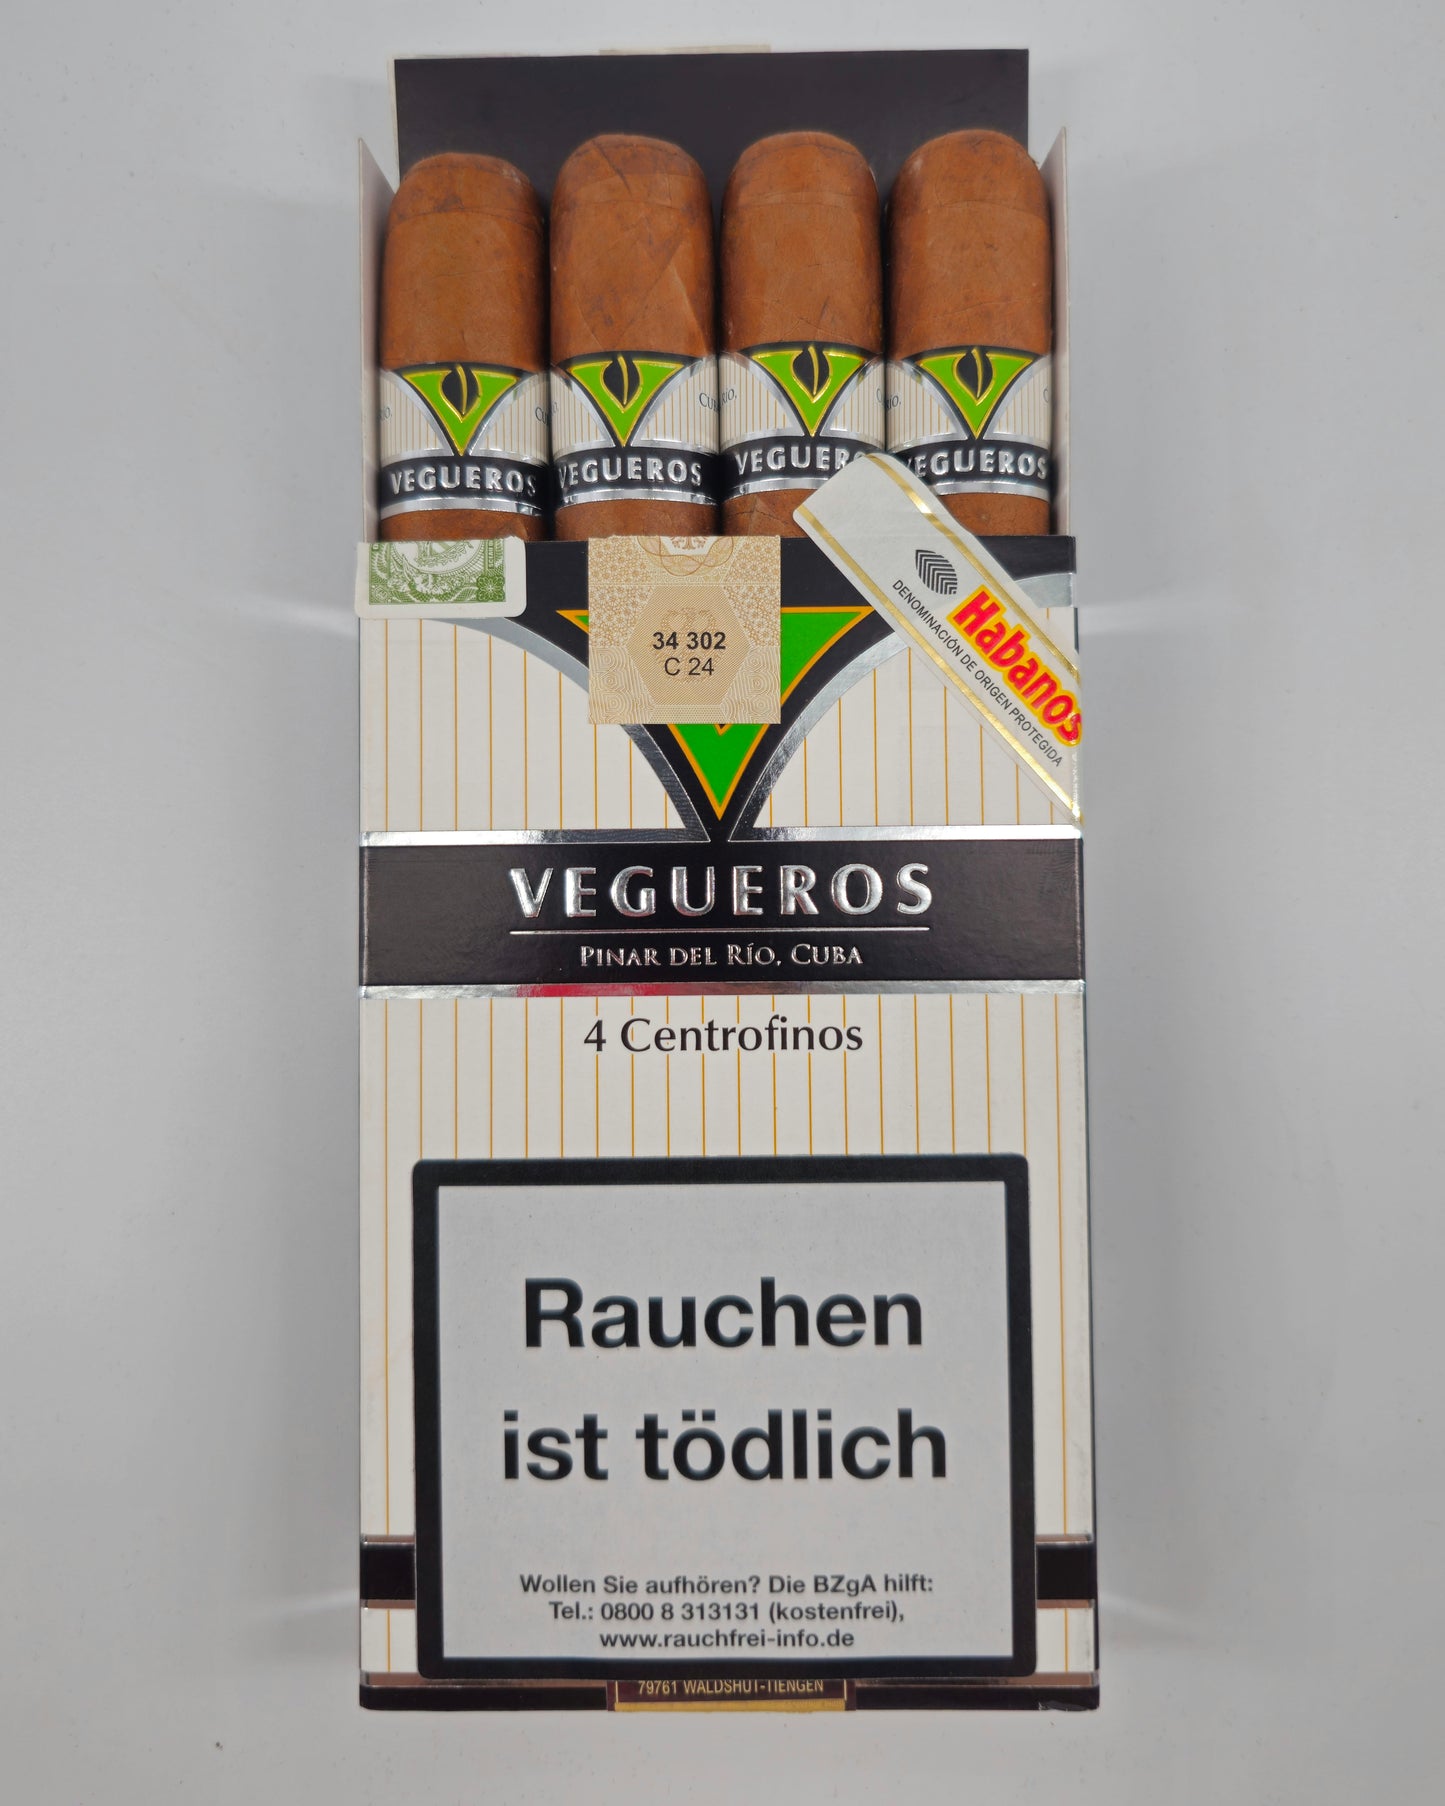 VEGUEROS
VEGUEROS
VEGUEROS
VEGUEROS
34 302
C 24
Habanos
DENOMINACIÓN DE ORIGEN PROTEGIDA
VEGUEROS
PINAR DEL RÍO, CUBA
4 Centrofinos
Rauchen
ist tödlich
Wollen Sie aufhören? Die BZgA hilft:
Tel.: 0800 8 313131 (kostenfrei),
www.rauchfrei-info.de
79761 WALDSHUT-TIENGEN